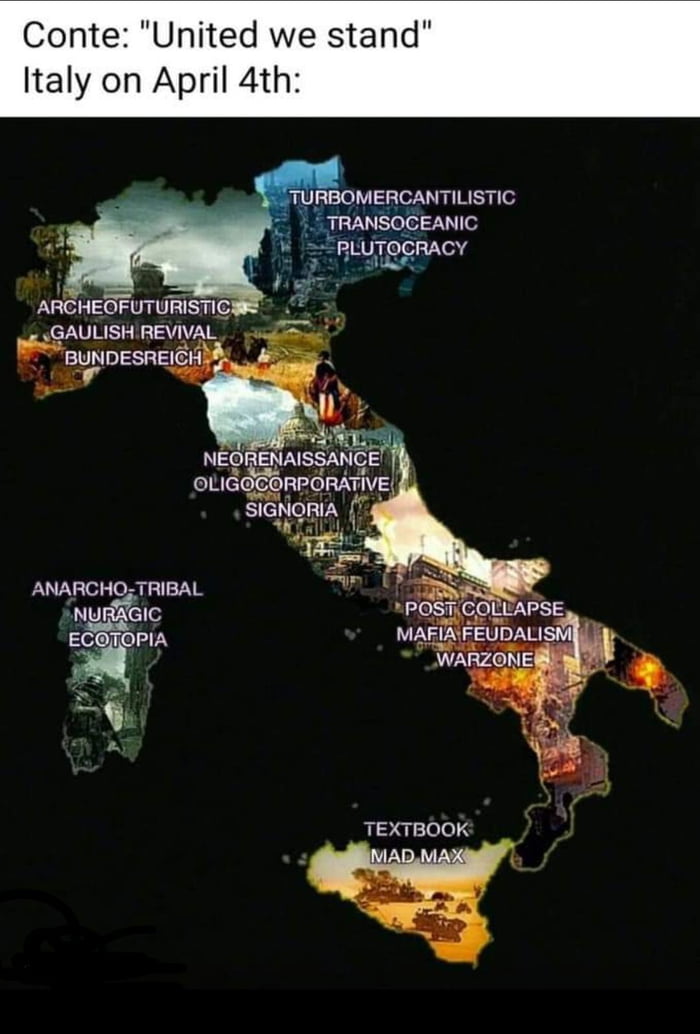 Conte: "United we stand"
Italy on April 4th:
TURBOMERCANTILISTIC
TRANSOCEANIC
PLUTOCRACY
ARCHEOFUTURISTIC
GAULISH REVIVAL
BUNDESREICH
NEORENAISSANCE
OLIGOCORPORATIVE
SIGNORIA
ANARCHO-TRIBAL
NURAGIC
ECOTOPIA
POST COLLAPSE
MAFIA FEUDALISM
WARZONE
TEXTBOOK
MAD MAX